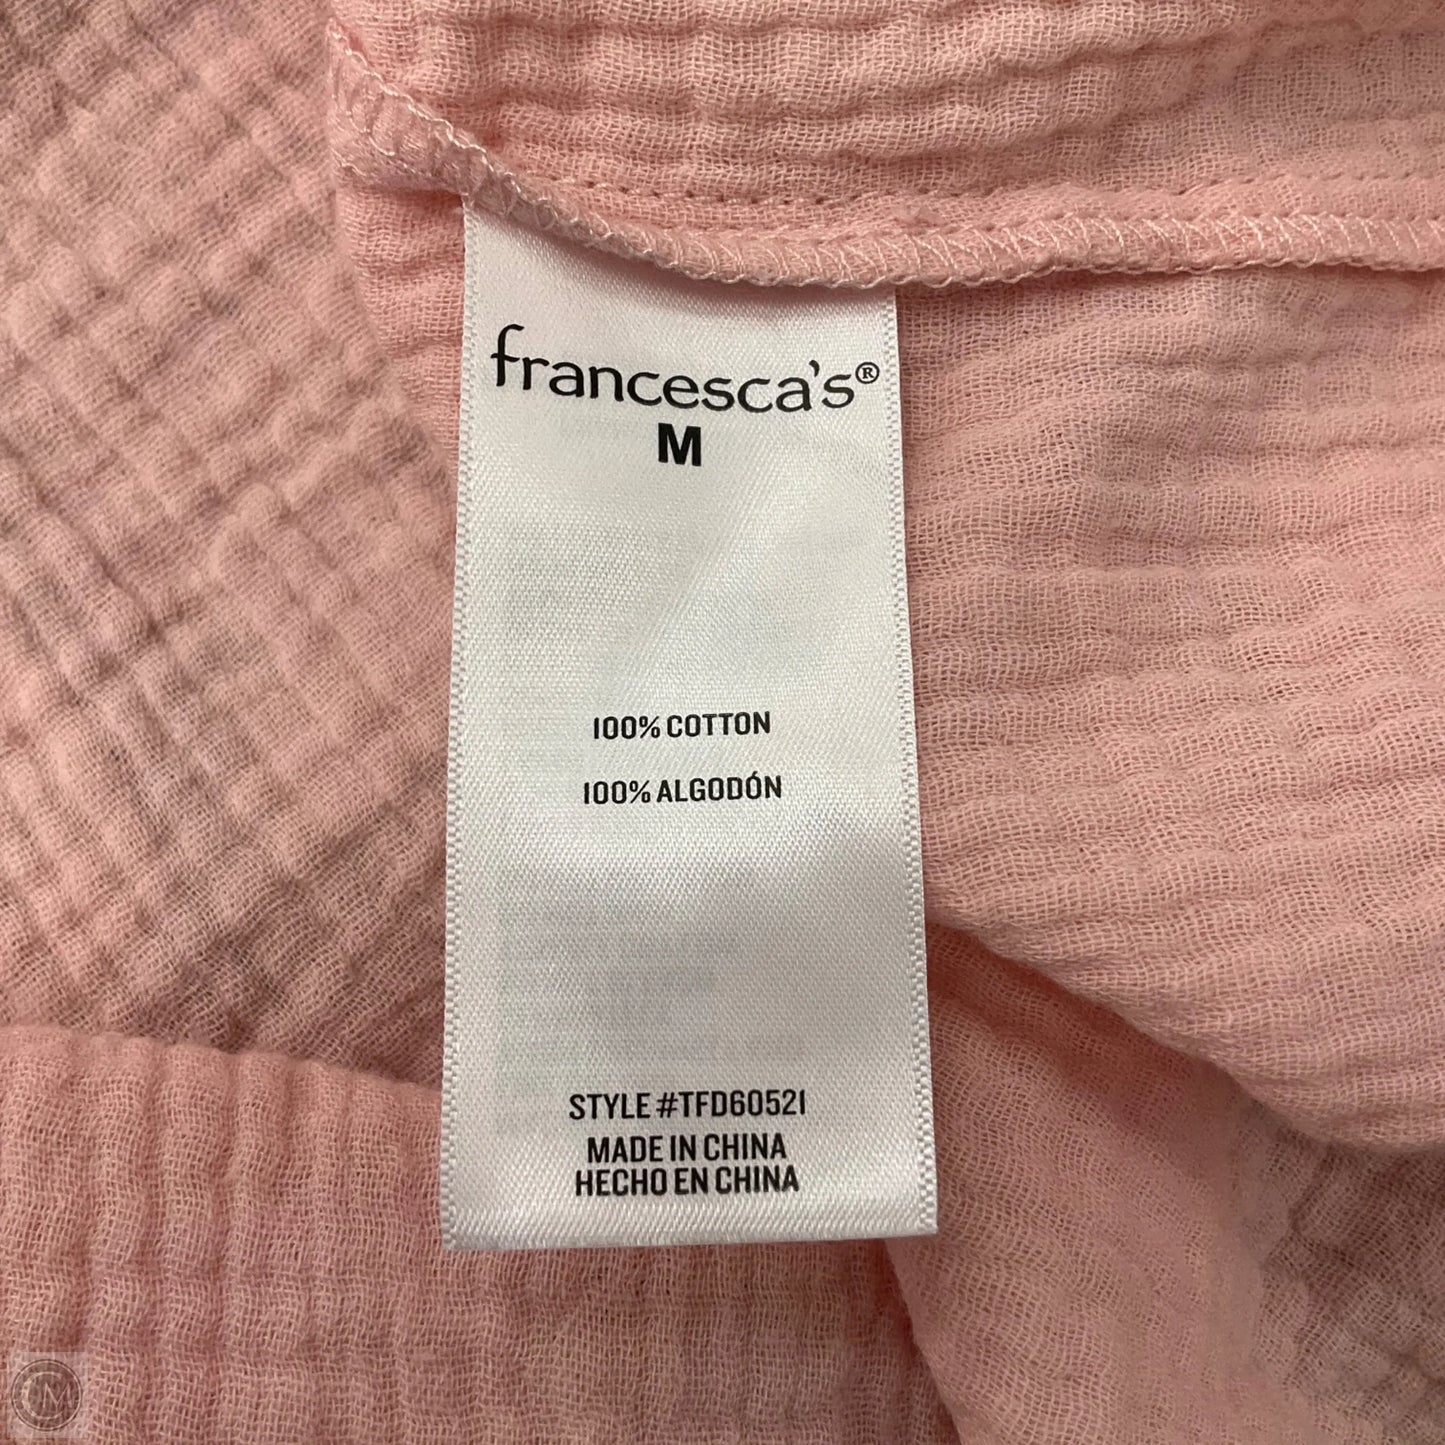 francesca's®
M
100% COTTON
100% ALGODÓN
STYLE #TFD60521
MADE IN CHINA
HECHO EN CHINA